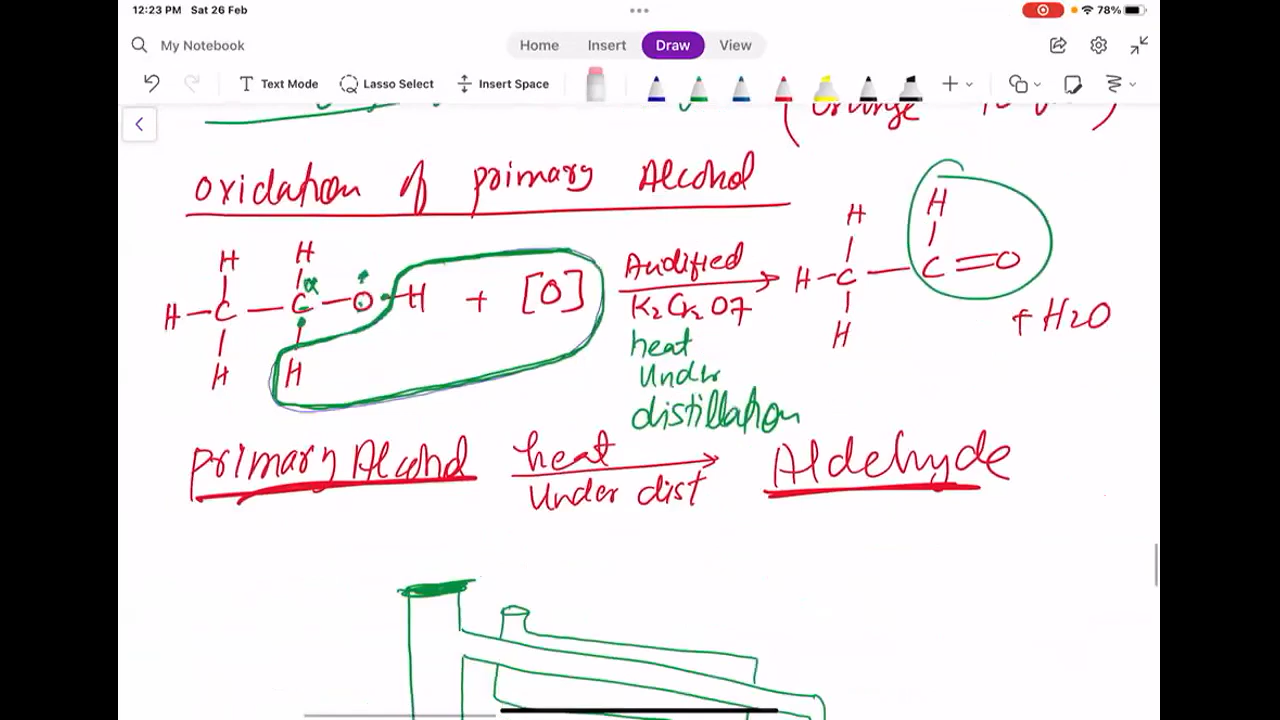 12:23 PM Sat 26 Feb
78%
My Notebook
Home Insert Draw View
Text Mode Lasso Select Insert Space
oxidation of primary Alcohol
H H H H
H - C - C α - O - H + [O] Acidified H - C - C = O
K2Cr2O7 + H2O
H H heat H
Under
distillation
primary Alcohol heat Aldehyde
Under dist